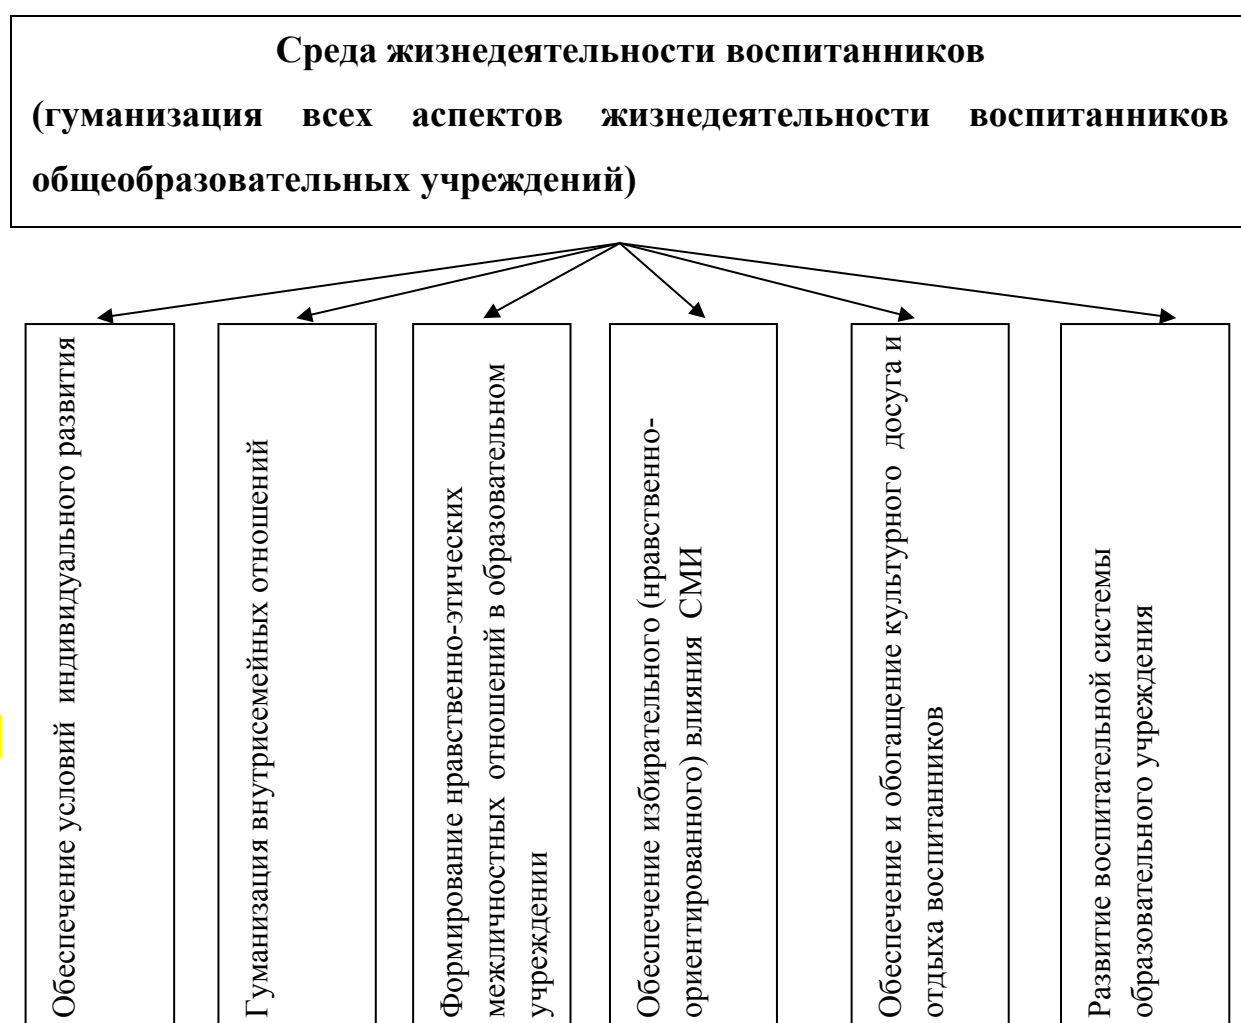 Среда жизнедеятельности воспитанников
(гуманизация всех аспектов жизнедеятельности воспитанников
общеобразовательных учреждений)
Обеспечение условий индивидуального развития
Гуманизация внутрисемейных отношений
Формирование нравственно-этических
межличностных отношений в образовательном
учреждении
Обеспечение избирательного (нравственно-
ориентированного) влияния СМИ
Обеспечение и обогащение культурного досуга и
отдыха воспитанников
Развитие воспитательной системы
образовательного учреждения